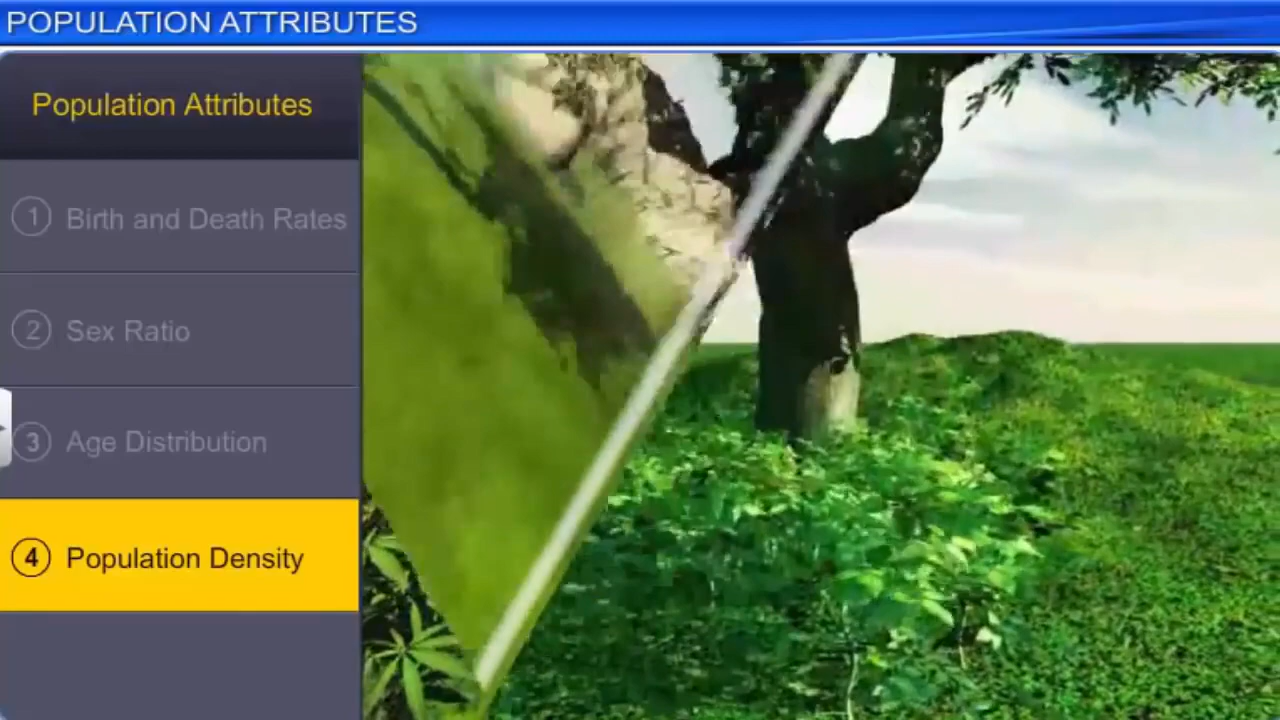 POPULATION ATTRIBUTES
Population Attributes
1 Birth and Death Rates
2 Sex Ratio
3 Age Distribution
4 Population Density